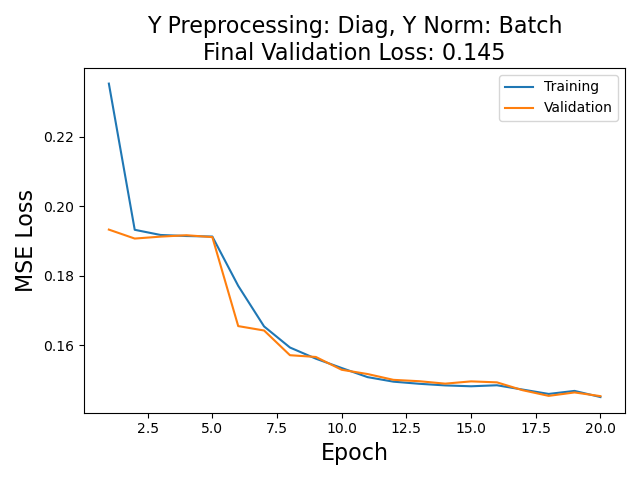 Y Preprocessing: Diag, Y Norm: Batch
Final Validation Loss: 0.145
Training
Validation
0.22
0.20
0.18
0.16
MSE Loss
2.5 5.0 7.5 10.0 12.5 15.0 17.5 20.0
Epoch